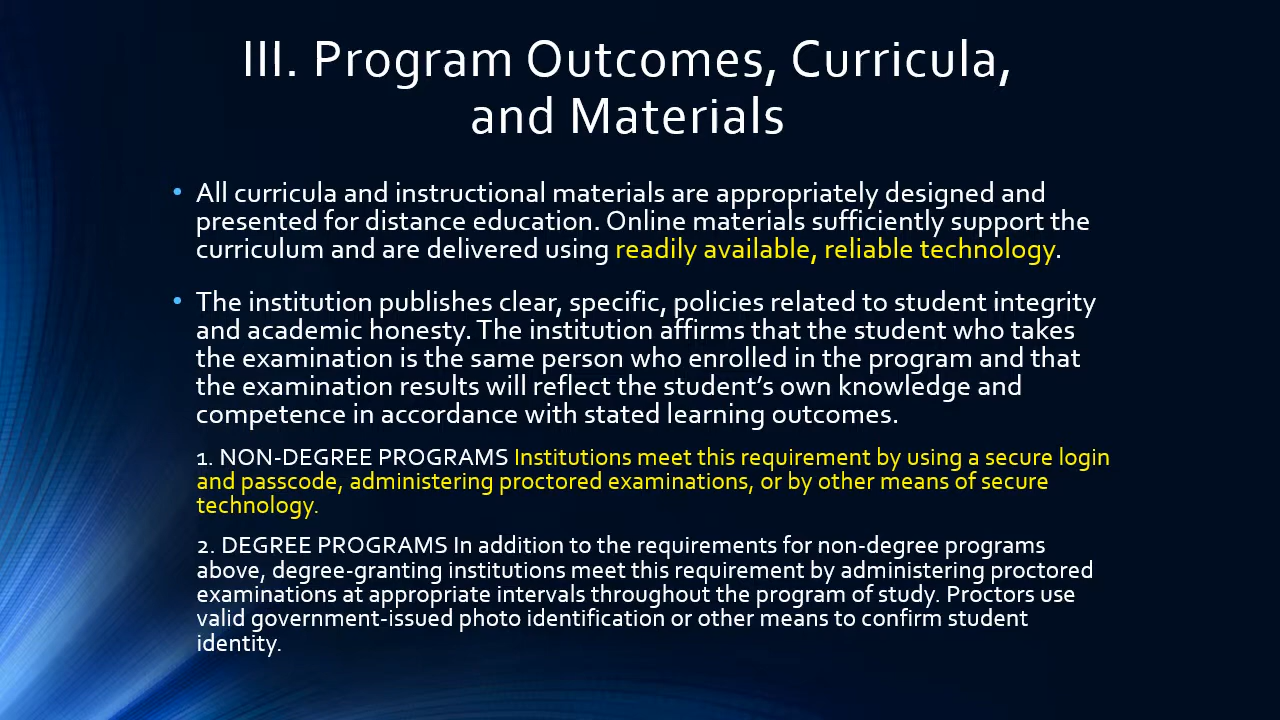 III. Program Outcomes, Curricula,
and Materials
• All curricula and instructional materials are appropriately designed and
presented for distance education. Online materials sufficiently support the
curriculum and are delivered using readily available, reliable technology.
• The institution publishes clear, specific, policies related to student integrity
and academic honesty. The institution affirms that the student who takes
the examination is the same person who enrolled in the program and that
the examination results will reflect the student’s own knowledge and
competence in accordance with stated learning outcomes.
1. NON-DEGREE PROGRAMS Institutions meet this requirement by using a secure login
and passcode, administering proctored examinations, or by other means of secure
technology.
2. DEGREE PROGRAMS In addition to the requirements for non-degree programs
above, degree-granting institutions meet this requirement by administering proctored
examinations at appropriate intervals throughout the program of study. Proctors use
valid government-issued photo identification or other means to confirm student
identity.